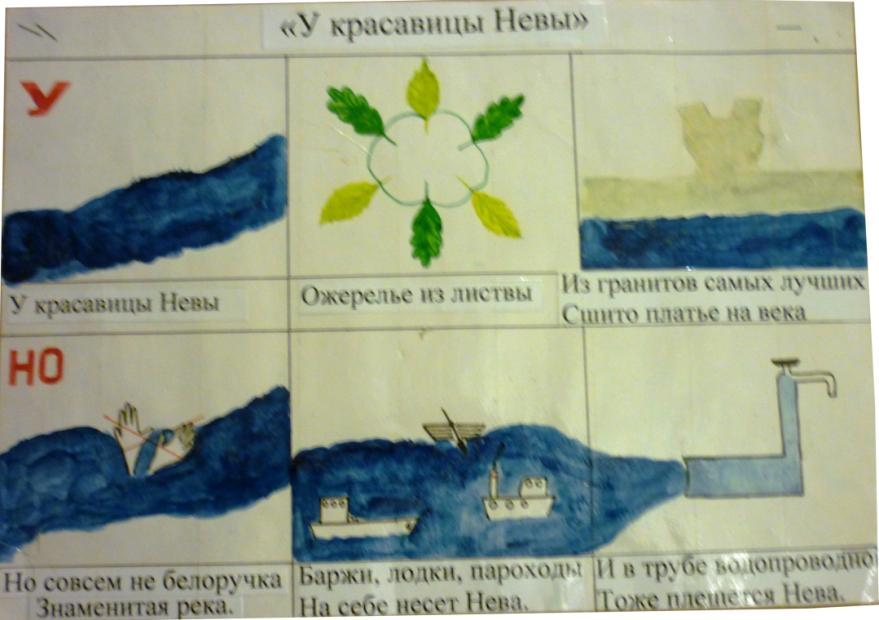 «У красавицы Невы»
У
У красавицы Невы
Ожерелье из листвы
Из гранитов самых лучших
Сшито платье на века
НО
Но совсем не белоручка
Знаменитая река.
Баржи, лодки, пароходы
На себе несет Нева.
И в трубе водопроводно
Тоже плещется Нева.